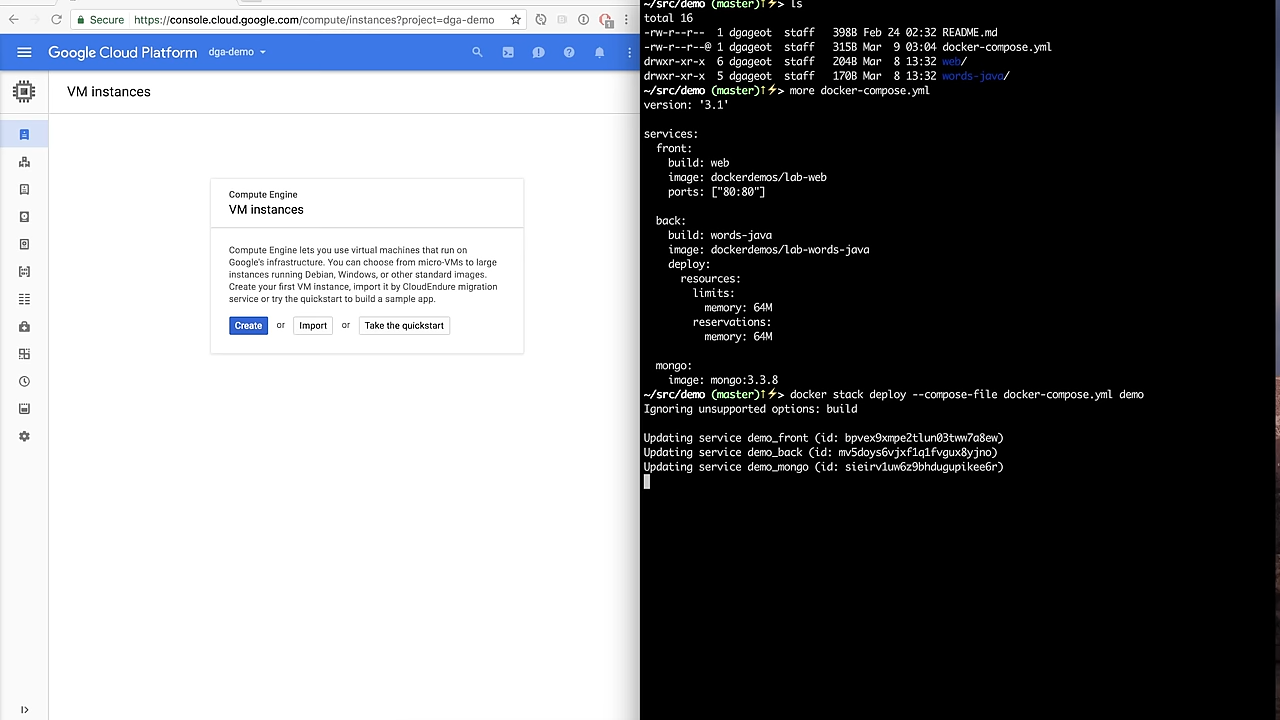 Secure
https://console.cloud.google.com/compute/instances?project=dga-demo
1
Google Cloud Platform
dga-demo
VM instances
Compute Engine
VM instances
Compute Engine lets you use virtual machines that run on
Google's infrastructure. You can choose from micro-VMs to large
instances running Debian, Windows, or other standard images.
Create your first VM instance, import it by CloudEndure migration
service or try the quickstart to build a sample app.
Create or Import or Take the quickstart
~/src/demo (master)↑⚡> ls
total 16
-rw-r--r--  1 dgageot  staff   398B Feb 24 02:32 README.md
-rw-r--r--@ 1 dgageot  staff   315B Mar  9 03:04 docker-compose.yml
drwxr-xr-x  6 dgageot  staff   204B Mar  8 13:32 web/
drwxr-xr-x  5 dgageot  staff   170B Mar  8 13:32 words-java/
~/src/demo (master)↑⚡> more docker-compose.yml
version: '3.1'
services:
  front:
    build: web
    image: dockerdemos/lab-web
    ports: ["80:80"]
  back:
    build: words-java
    image: dockerdemos/lab-words-java
    deploy:
      resources:
        limits:
          memory: 64M
        reservations:
          memory: 64M
  mongo:
    image: mongo:3.3.8
~/src/demo (master)↑⚡> docker stack deploy --compose-file docker-compose.yml demo
Ignoring unsupported options: build
Updating service demo_front (id: bpvex9xmpe2tlun03tww7a8ew)
Updating service demo_back (id: mv5doys6vjxf1q1fvgux8yjno)
Updating service demo_mongo (id: sieirv1uw6z9bhdugupikee6r)